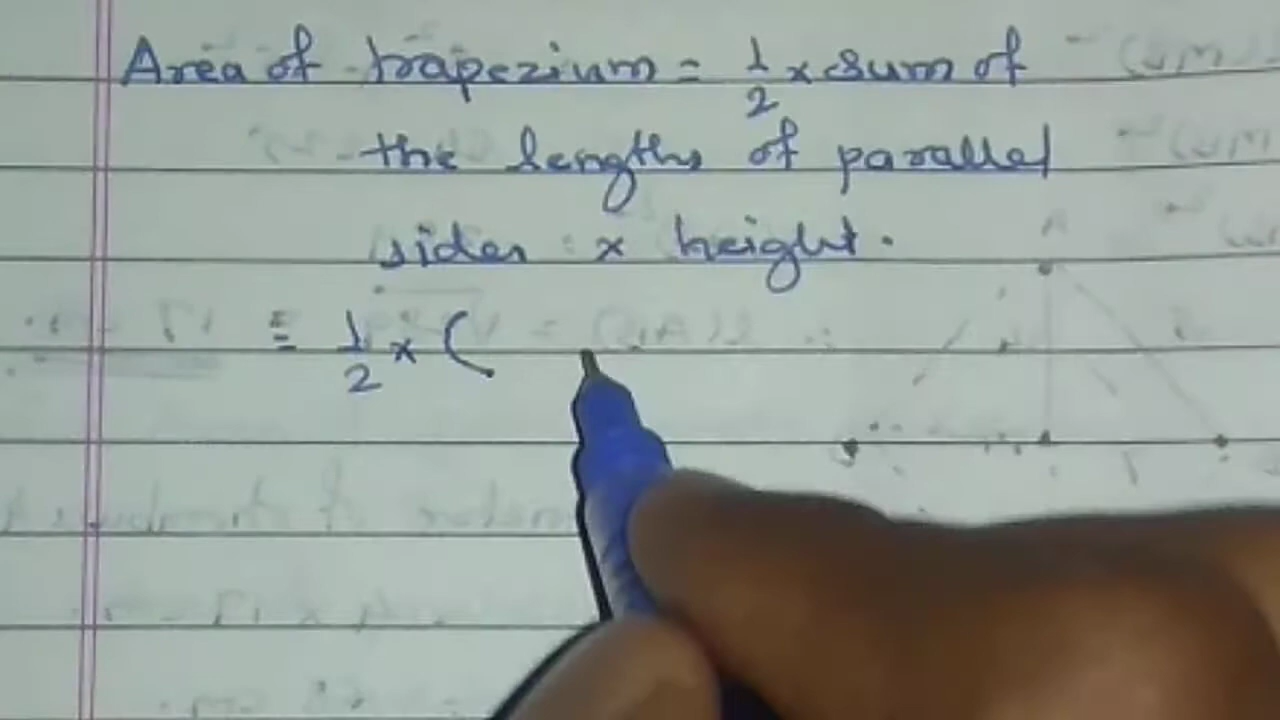 Area of trapezium = 1/2 × sum of
the lengths of parallel
sides × height.
= 1/2 × (